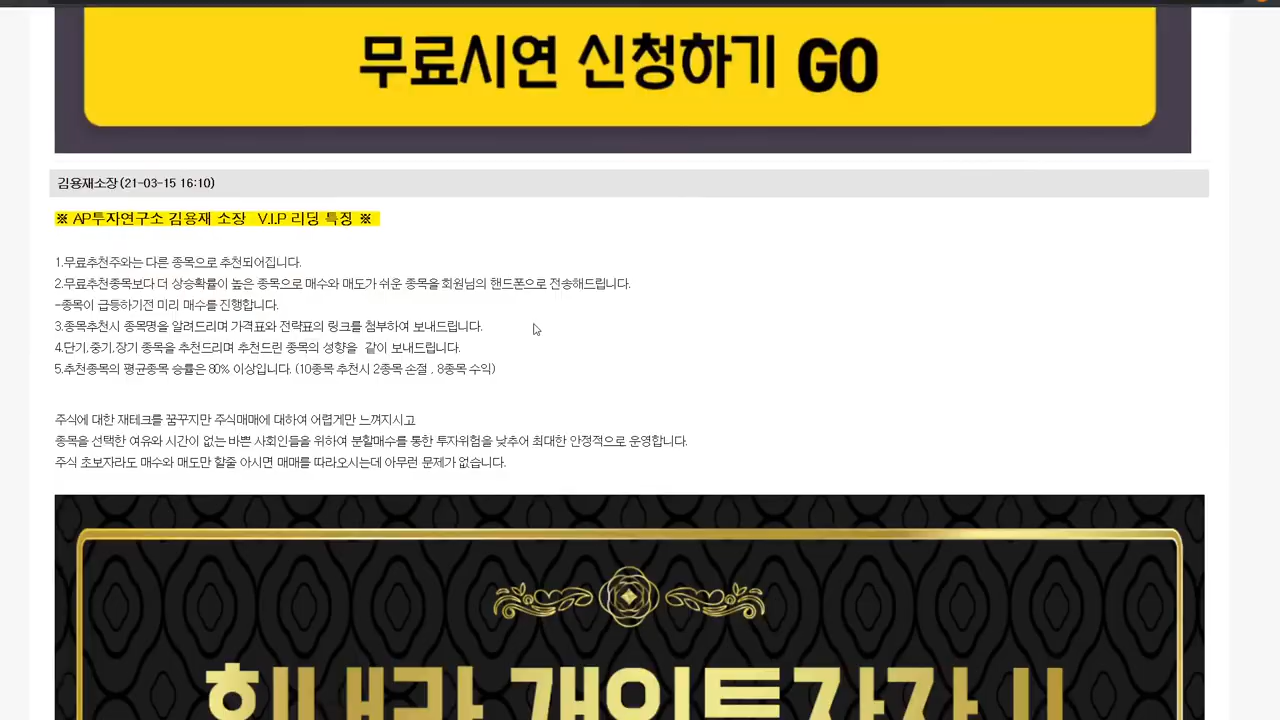 무료시연 신청하기 GO
김용재소장 (21-03-15 16:10)
※ AP투자연구소 김용재 소장 V.I.P 리딩 특징 ※
1.무료추천주와는 다른 종목으로 추천되어집니다.
2.무료추천종목보다 더 상승확률이 높은 종목으로 매수와 매도가 쉬운 종목을 회원님의 핸드폰으로 전송해드립니다.
-종목이 급등하기전 미리 매수를 진행합니다.
3.종목추천시 종목명을 알려드리며 가격표와 전략표의 링크를 첨부하여 보내드립니다.
4.단기,중기,장기 종목을 추천드리며 추천드린 종목의 성향을 같이 보내드립니다.
5.추천종목의 평균종목 승률은 80% 이상입니다. (10종목 추천시 2종목 손절 , 8종목 수익)
주식에 대한 재테크를 꿈꾸지만 주식매매에 대하여 어렵게만 느껴지시고
종목을 선택한 여유와 시간이 없는 바쁜 사회인들을 위하여 분할매수를 통한 투자위험을 낮추어 최대한 안정적으로 운영합니다.
주식 초보자라도 매수와 매도만 할줄 아시면 매매를 따라오시는데 아무런 문제가 없습니다.
힘내라 개인투자자 !!